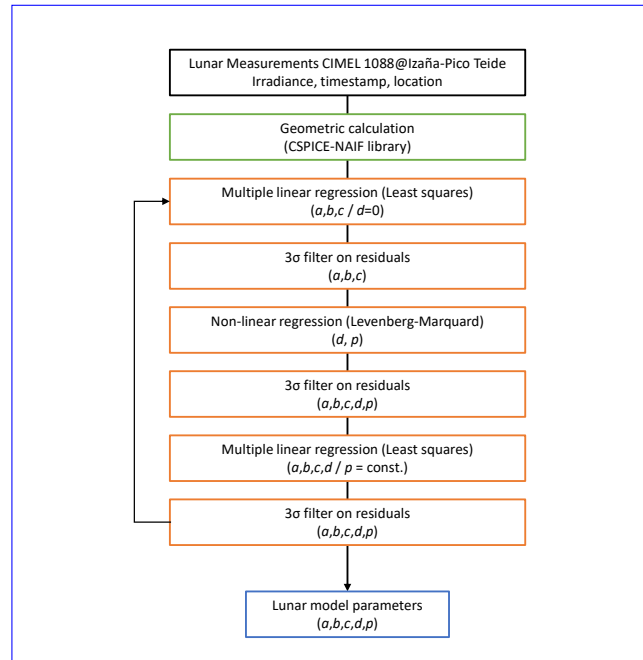 Lunar Measurements CIMEL 1088@Izaña-Pico Teide
Irradiance, timestamp, location
Geometric calculation
(CSPICE-NAIF library)
Multiple linear regression (Least squares)
(a,b,c / d=0)
3σ filter on residuals
(a,b,c)
Non-linear regression (Levenberg-Marquard)
(d, p)
3σ filter on residuals
(a,b,c,d,p)
Multiple linear regression (Least squares)
(a,b,c,d / p = const.)
3σ filter on residuals
(a,b,c,d,p)
Lunar model parameters
(a,b,c,d,p)